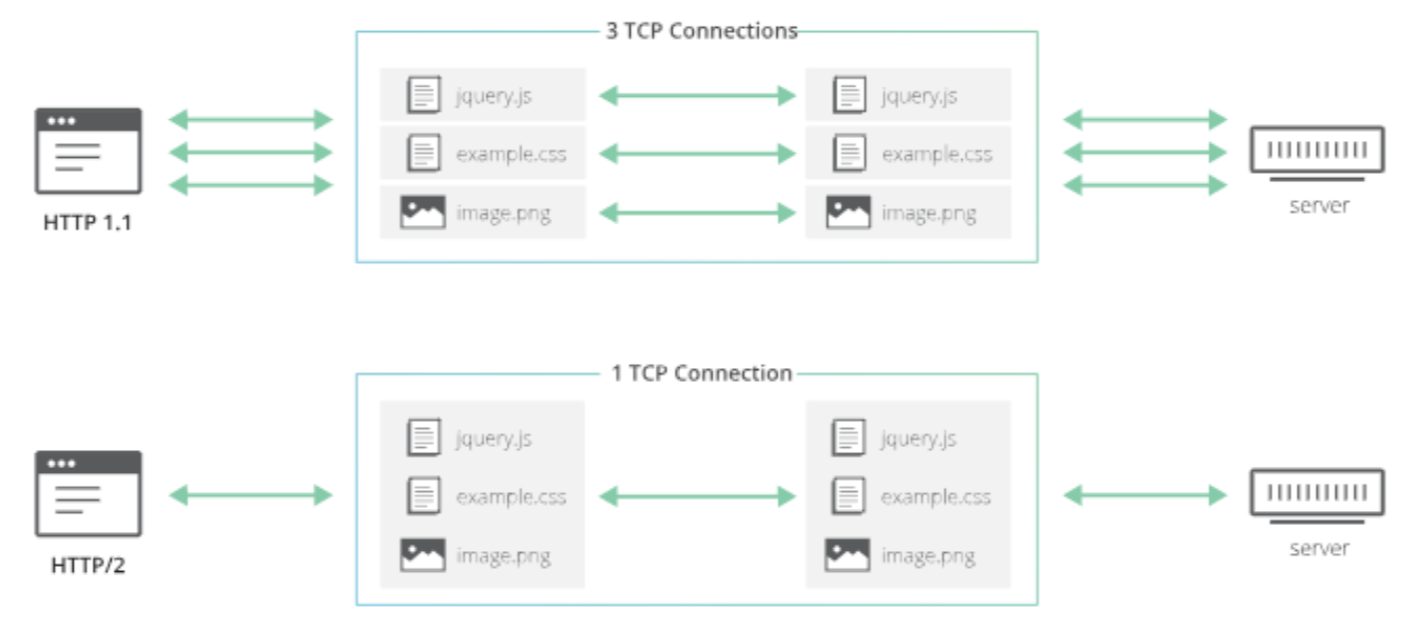 3 TCP Connections
jquery.js
jquery.js
example.css
example.css
image.png
image.png
HTTP 1.1
server
1 TCP Connection
jquery.js
jquery.js
example.css
example.css
image.png
image.png
HTTP/2
server